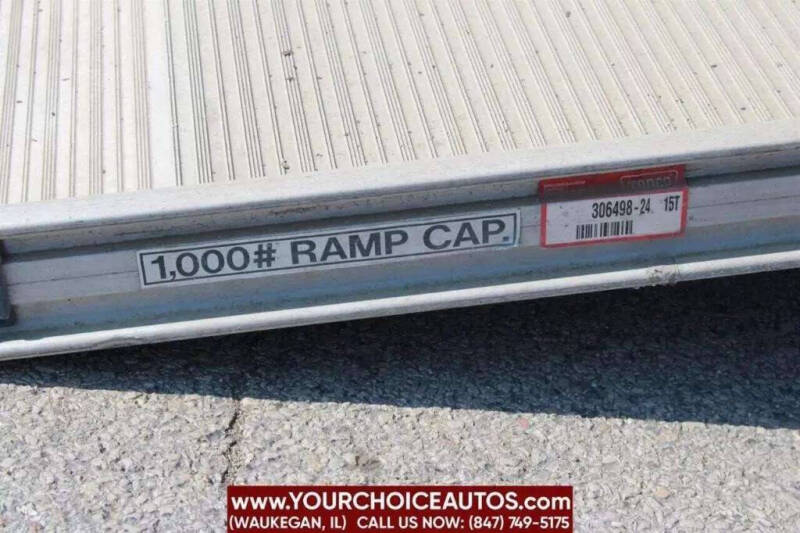 1,000# RAMP CAP.
306498-24 15T
WWW.YOURCHOICEAUTOS.COM
(WAUKEGAN, IL) CALL US NOW: (847) 749-5175